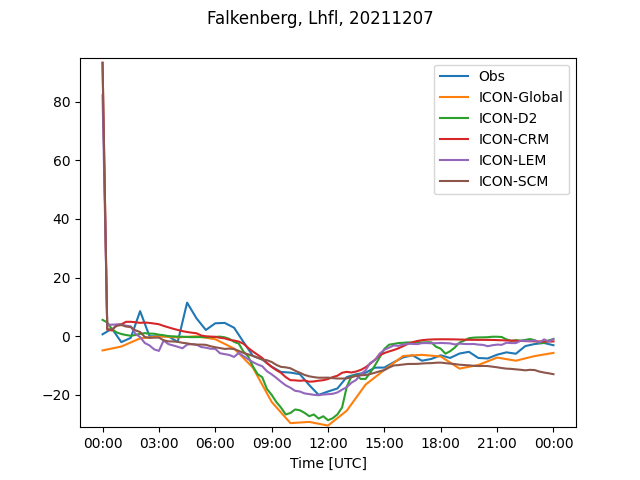 Falkenberg, Lhfl, 20211207
Obs
ICON-Global
ICON-D2
ICON-CRM
ICON-LEM
ICON-SCM
80
60
40
20
0
−20
00:00 03:00 06:00 09:00 12:00 15:00 18:00 21:00 00:00
Time [UTC]